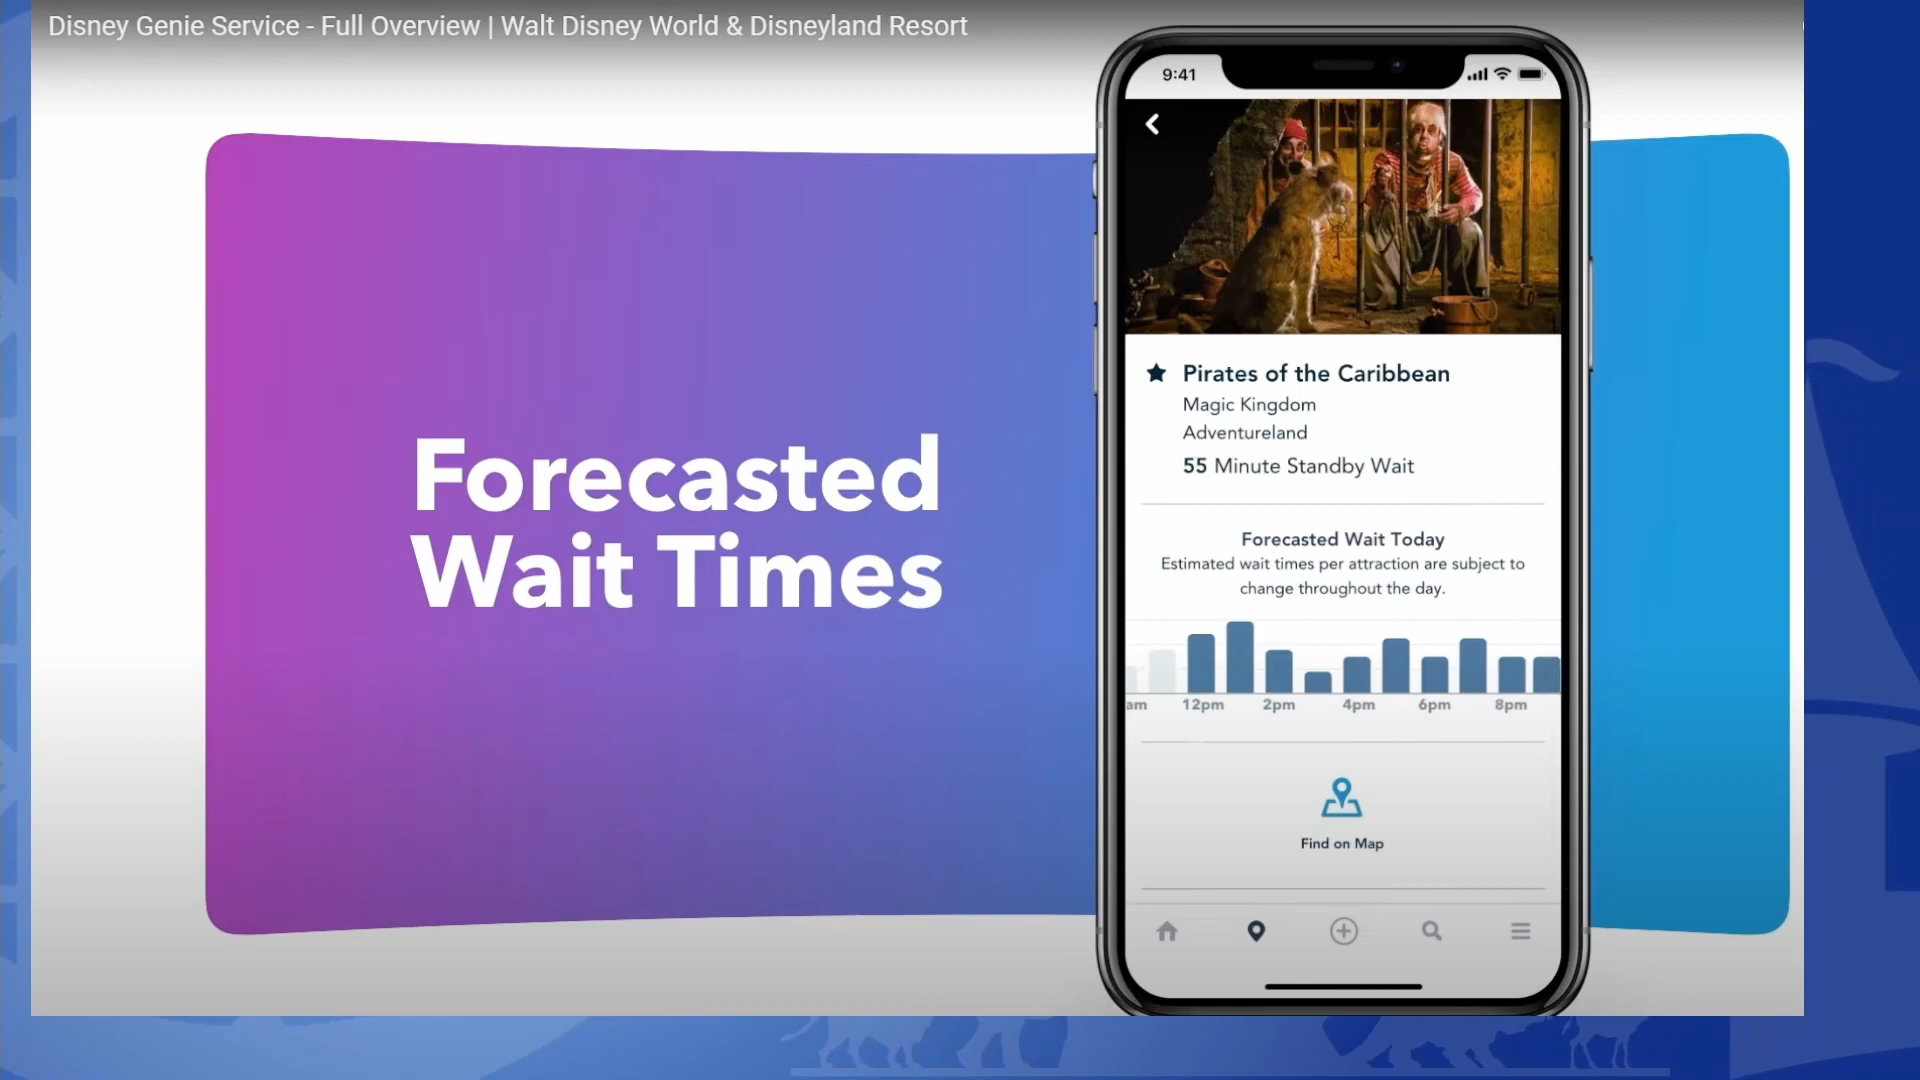 Disney Genie Service - Full Overview | Walt Disney World & Disneyland Resort
Forecasted
Wait Times
9:41
Pirates of the Caribbean
Magic Kingdom
Adventureland
55 Minute Standby Wait
Forecasted Wait Today
Estimated wait times per attraction are subject to
change throughout the day.
am 12pm 2pm 4pm 6pm 8pm
Find on Map